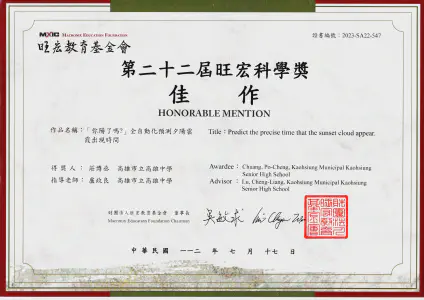 MXIC MACRONIX EDUCATION FOUNDATION
旺宏教育基金會
證書編號：2023-SA22-547
第二十二屆旺宏科學獎
佳 作
HONORABLE MENTION
作品名稱：「你陽了嗎?」全自動化預測夕陽雲
霞出現時間
Title：Predict the precise time that the sunset cloud appear.
得獎人：莊博丞 高雄市立高雄中學
指導老師：盧政良 高雄市立高雄中學
Awardee：Chuang, Po-Cheng, Kaohsiung Municipal Kaohsiung
Senior High School
Advisor：Lu, Ching-Liang, Kaohsiung Municipal Kaohsiung
Senior High School
財團法人旺宏教育基金會 董事長
Macronix Education Foundation Chairman
吳敏求
中華民國 一一二 年 七 月 十七 日